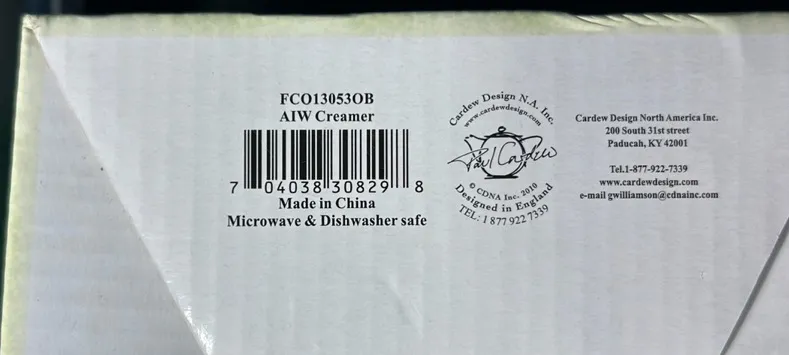 FCO13053OB
AIW Creamer
7 04038 30829 8
Made in China
Microwave & Dishwasher safe
Cardew Design N.A. Inc.
www.cardewdesign.com
Paul Cardew
© CDNA Inc. 2010
Designed in England
TEL: 1 877 922 7339
Cardew Design North America Inc.
200 South 31st street
Paducah, KY 42001
Tel.1-877-922-7339
www.cardewdesign.com
e-mail gwilliamson@cdnainc.com